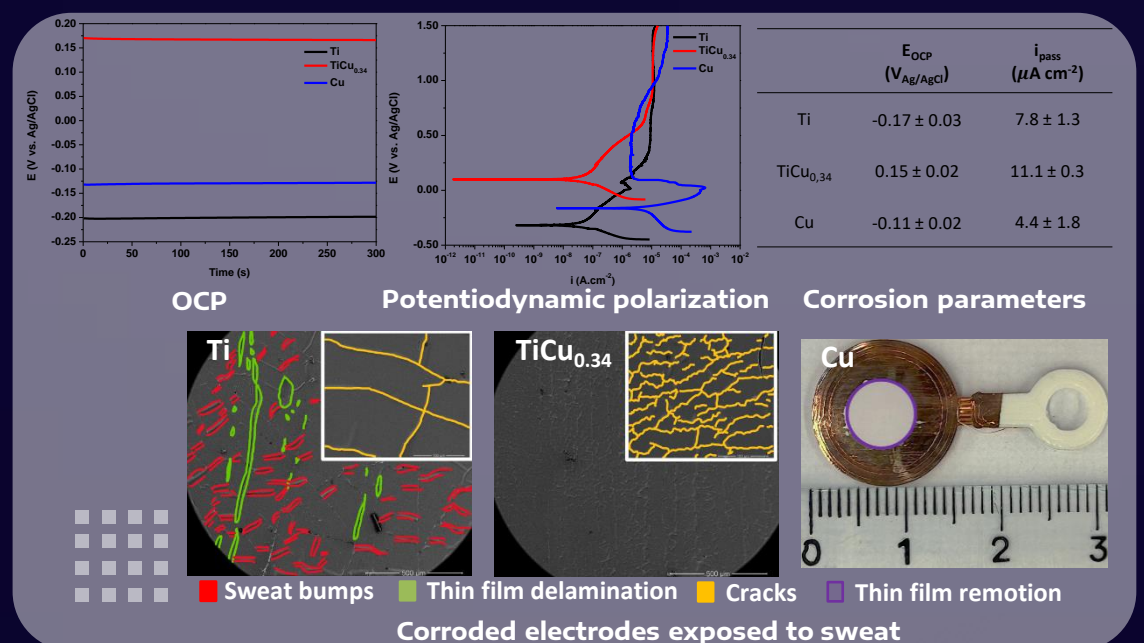 0.20
0.15
0.10
0.05
0.00
-0.05
-0.10
-0.15
-0.20
-0.25
E (V vs. Ag/AgCl)
Ti
TiCu0.34
Cu
0 50 100 150 200 250 300
Time (s)
1.50
1.00
0.50
0.00
-0.50
E (V vs. Ag/AgCl)
Ti
TiCu0.34
Cu
10-12 10-11 10-10 10-9 10-8 10-7 10-6 10-5 10-4 10-3 10-2
i (A.cm-2)
EOCP ipass
(VAg/AgCl) (µA cm-2)
Ti -0.17 ± 0.03 7.8 ± 1.3
TiCu0,34 0.15 ± 0.02 11.1 ± 0.3
Cu -0.11 ± 0.02 4.4 ± 1.8
OCP Potentiodynamic polarization Corrosion parameters
Ti
500 µm
TiCu0.34
500 µm
Cu
0 1 2 3
Sweat bumps Thin film delamination Cracks Thin film remotion
Corroded electrodes exposed to sweat